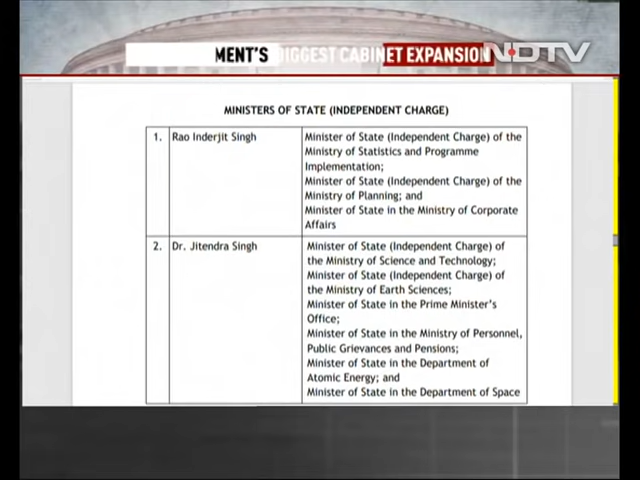 MENT'S BIGGEST CABINET EXPANSION
NDTV
MINISTERS OF STATE (INDEPENDENT CHARGE)
1. Rao Inderjit Singh Minister of State (Independent Charge) of the
Ministry of Statistics and Programme
Implementation;
Minister of State (Independent Charge) of the
Ministry of Planning; and
Minister of State in the Ministry of Corporate
Affairs
2. Dr. Jitendra Singh Minister of State (Independent Charge) of
the Ministry of Science and Technology;
Minister of State (Independent Charge) of
the Ministry of Earth Sciences;
Minister of State in the Prime Minister's
Office;
Minister of State in the Ministry of Personnel,
Public Grievances and Pensions;
Minister of State in the Department of
Atomic Energy; and
Minister of State in the Department of Space